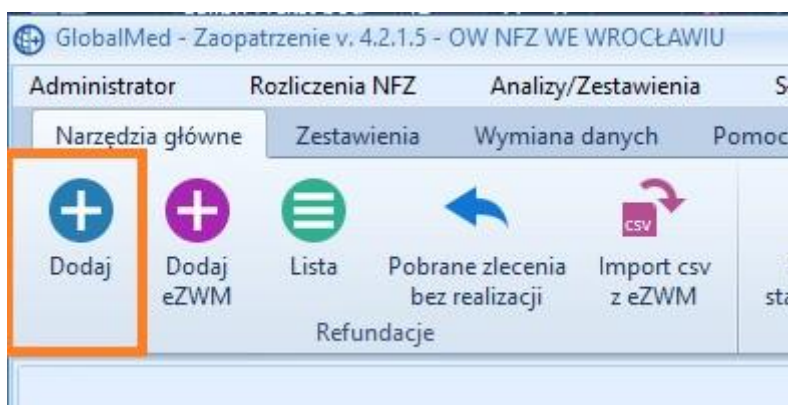 GlobalMed - Zaopatrzenie v. 4.2.1.5 - OW NFZ WE WROCŁAWIU
Administrator Rozliczenia NFZ Analizy/Zestawienia
Narzędzia główne Zestawienia Wymiana danych Pomoc
csv
Dodaj Dodaj Lista Pobrane zlecenia Import csv
eZWM bez realizacji z eZWM
Refundacje